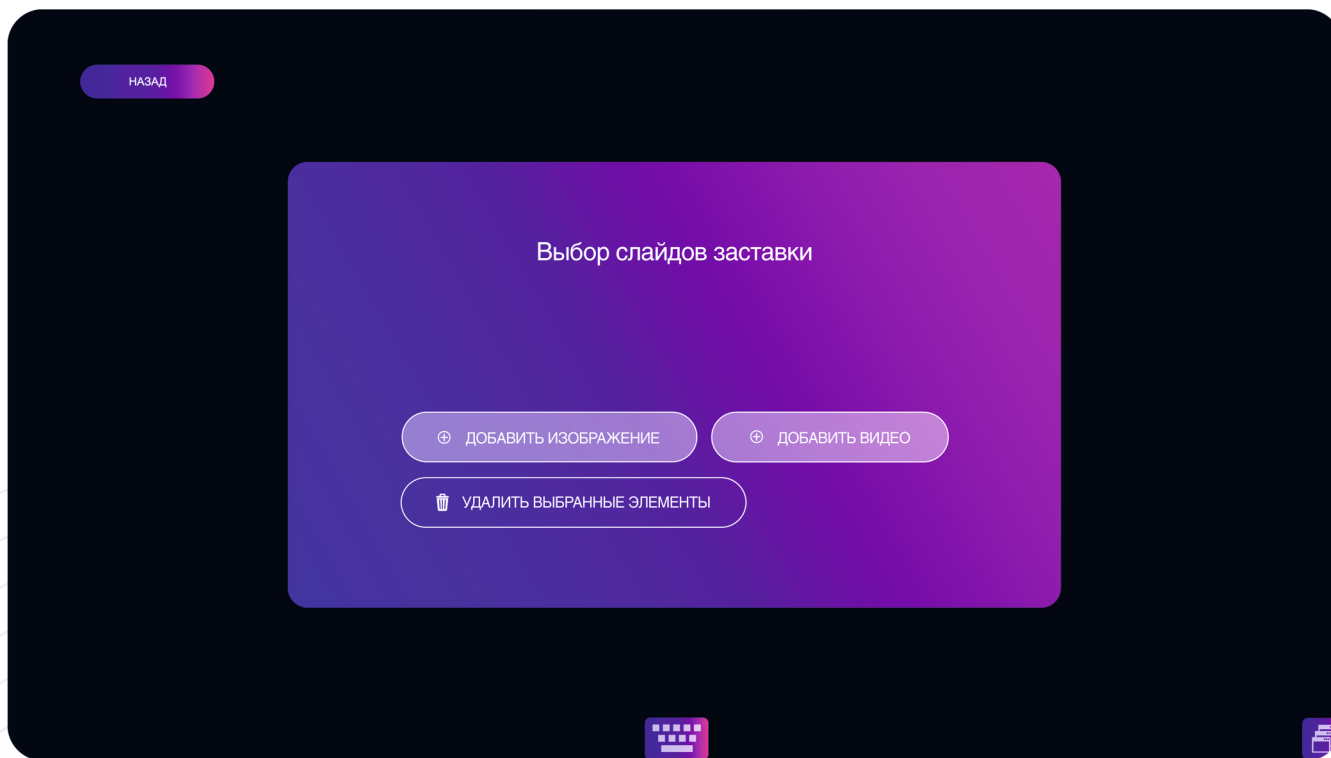 НАЗАД
Выбор слайдов заставки
ДОБАВИТЬ ИЗОБРАЖЕНИЕ
ДОБАВИТЬ ВИДЕО
УДАЛИТЬ ВЫБРАННЫЕ ЭЛЕМЕНТЫ